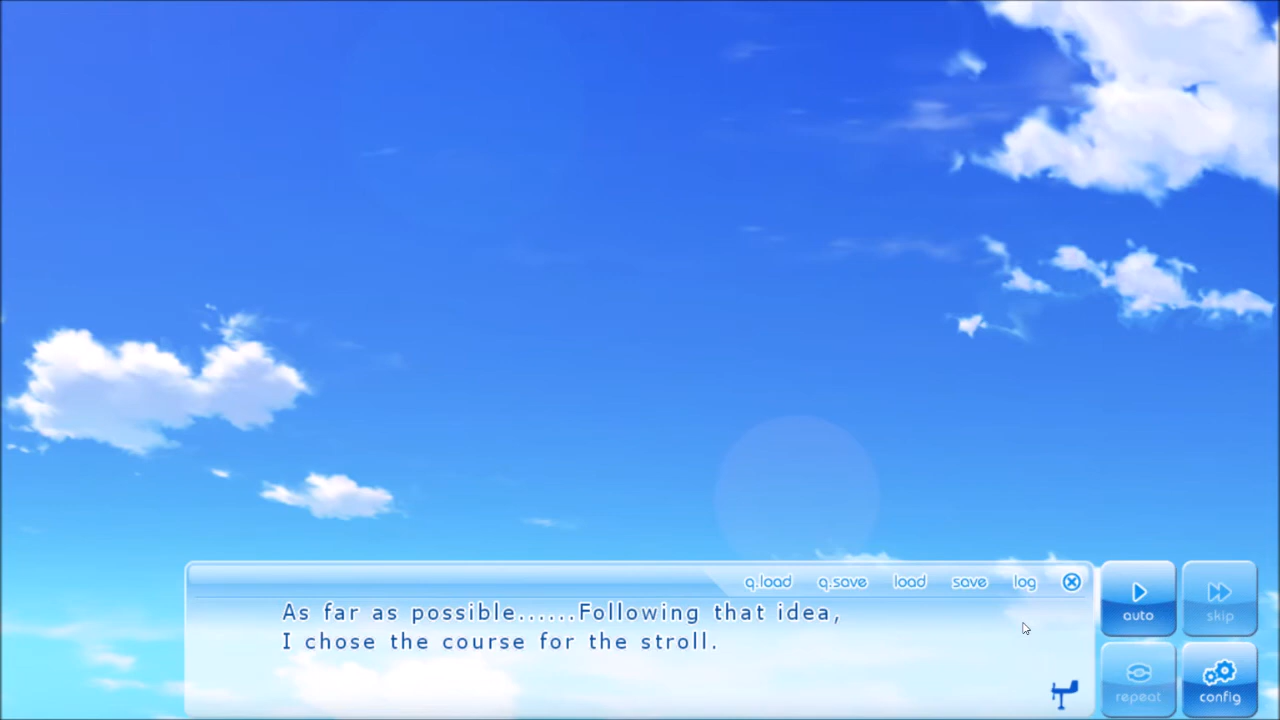 q.load q.save load save log
As far as possible......Following that idea,
I chose the course for the stroll.
auto skip
repeat config